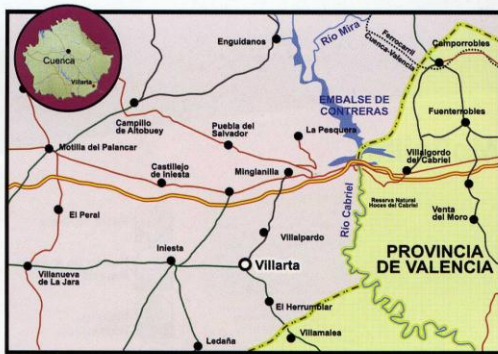 Cuenca
Villarta
Enguidanos
Río Mira
Ferrocarril
Cuenca-Valencia
Camporrobles
EMBALSE DE
CONTRERAS
Campillo
de Altobuey
Puebla del
Salvador
La Pesquera
Fuenterrobles
Motilla del Palancar
Castillejo
de Iniesta
Minglanilla
Villalgordo
del Cabriel
Reserva Natural
Hoces del Cabriel
El Peral
Río Cabriel
Venta
del Moro
Villalpardo
Iniesta
Villarta
PROVINCIA
DE VALENCIA
Villanueva
de La Jara
El Herrumblar
Ledaña
Villamalea